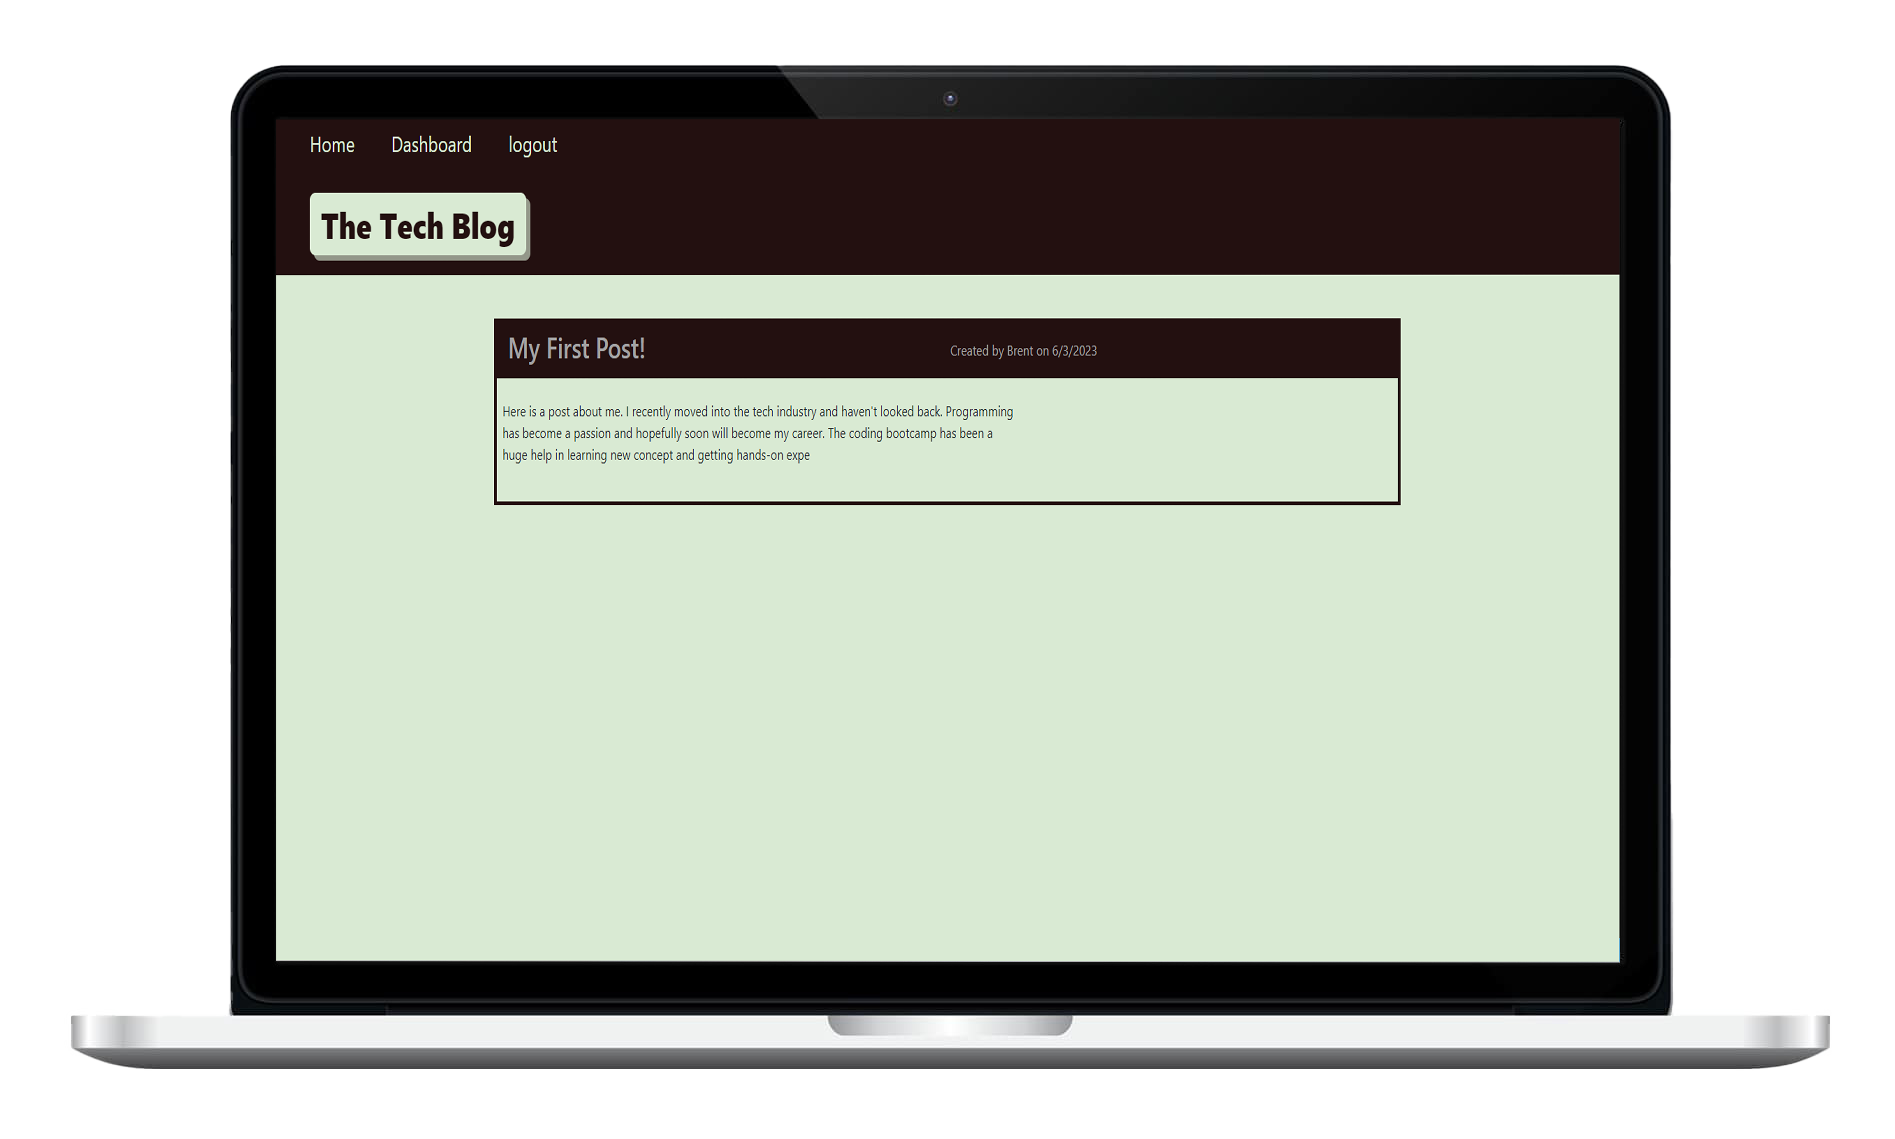 Home Dashboard logout
The Tech Blog
My First Post! Created by Brent on 6/3/2023
Here is a post about me. I recently moved into the tech industry and haven't looked back. Programming
has become a passion and hopefully soon will become my career. The coding bootcamp has been a
huge help in learning new concept and getting hands-on expe